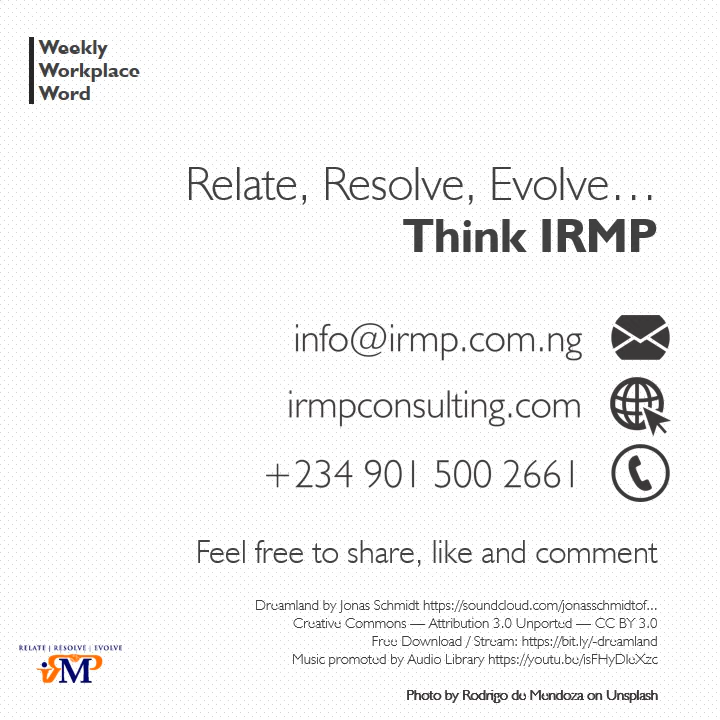 Weekly
Workplace
Word
Relate, Resolve, Evolve...
Think IRMP
info@irmp.com.ng
irmpconsulting.com
+234 901 500 2661
Feel free to share, like and comment
Dreamland by Jonas Schmidt https://soundcloud.com/jonasschmidtof...
Creative Commons — Attribution 3.0 Unported — CC BY 3.0
Free Download / Stream: https://bit.ly/-dreamland
Music promoted by Audio Library https://youtu.be/isFHyDIeXzc
RELATE | RESOLVE | EVOLVE
iRMP
Photo by Rodrigo de Mendoza on Unsplash